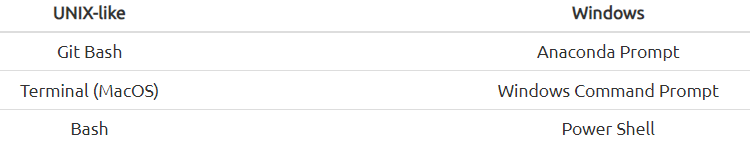 UNIX-like Windows
Git Bash Anaconda Prompt
Terminal (MacOS) Windows Command Prompt
Bash Power Shell